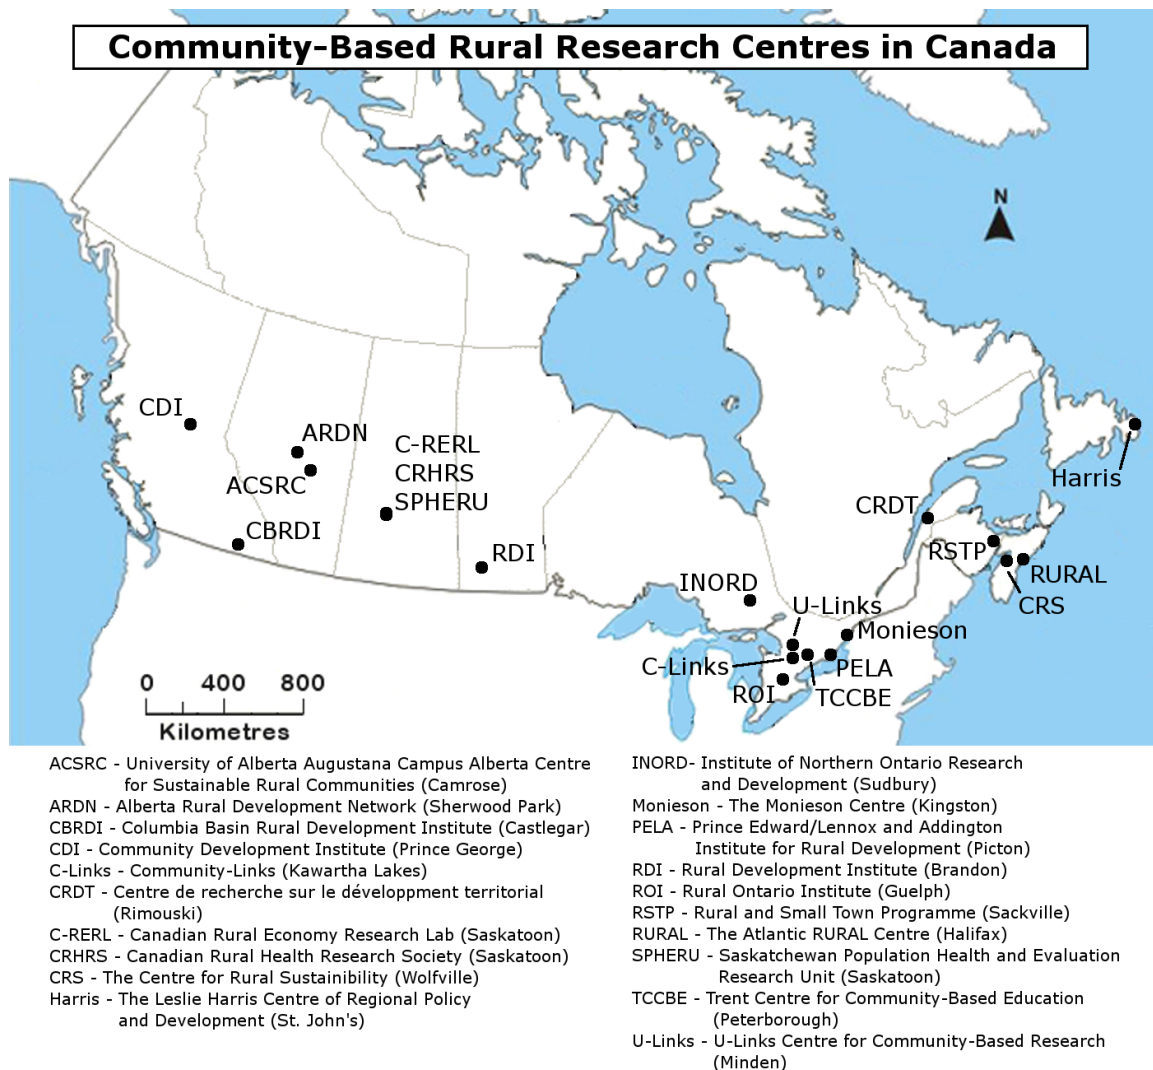 Community-Based Rural Research Centres in Canada
N
CDI
ARDN
C-RERL
CRHRS
SPHERU
ACSRC
CBRDI
RDI
Harris
CRDT
RSTP
RURAL
CRS
INORD
U-Links
Monieson
C-Links
PELA
ROI
TCCBE
0 400 800
Kilometres
ACSRC - University of Alberta Augustana Campus Alberta Centre
for Sustainable Rural Communities (Camrose)
ARDN - Alberta Rural Development Network (Sherwood Park)
CBRDI - Columbia Basin Rural Development Institute (Castlegar)
CDI - Community Development Institute (Prince George)
C-Links - Community-Links (Kawartha Lakes)
CRDT - Centre de recherche sur le développment territorial
(Rimouski)
C-RERL - Canadian Rural Economy Research Lab (Saskatoon)
CRHRS - Canadian Rural Health Research Society (Saskatoon)
CRS - The Centre for Rural Sustainibility (Wolfville)
Harris - The Leslie Harris Centre of Regional Policy
and Development (St. John's)
INORD- Institute of Northern Ontario Research
and Development (Sudbury)
Monieson - The Monieson Centre (Kingston)
PELA - Prince Edward/Lennox and Addington
Institute for Rural Development (Picton)
RDI - Rural Development Institute (Brandon)
ROI - Rural Ontario Institute (Guelph)
RSTP - Rural and Small Town Programme (Sackville)
RURAL - The Atlantic RURAL Centre (Halifax)
SPHERU - Saskatchewan Population Health and Evaluation
Research Unit (Saskatoon)
TCCBE - Trent Centre for Community-Based Education
(Peterborough)
U-Links - U-Links Centre for Community-Based Research
(Minden)